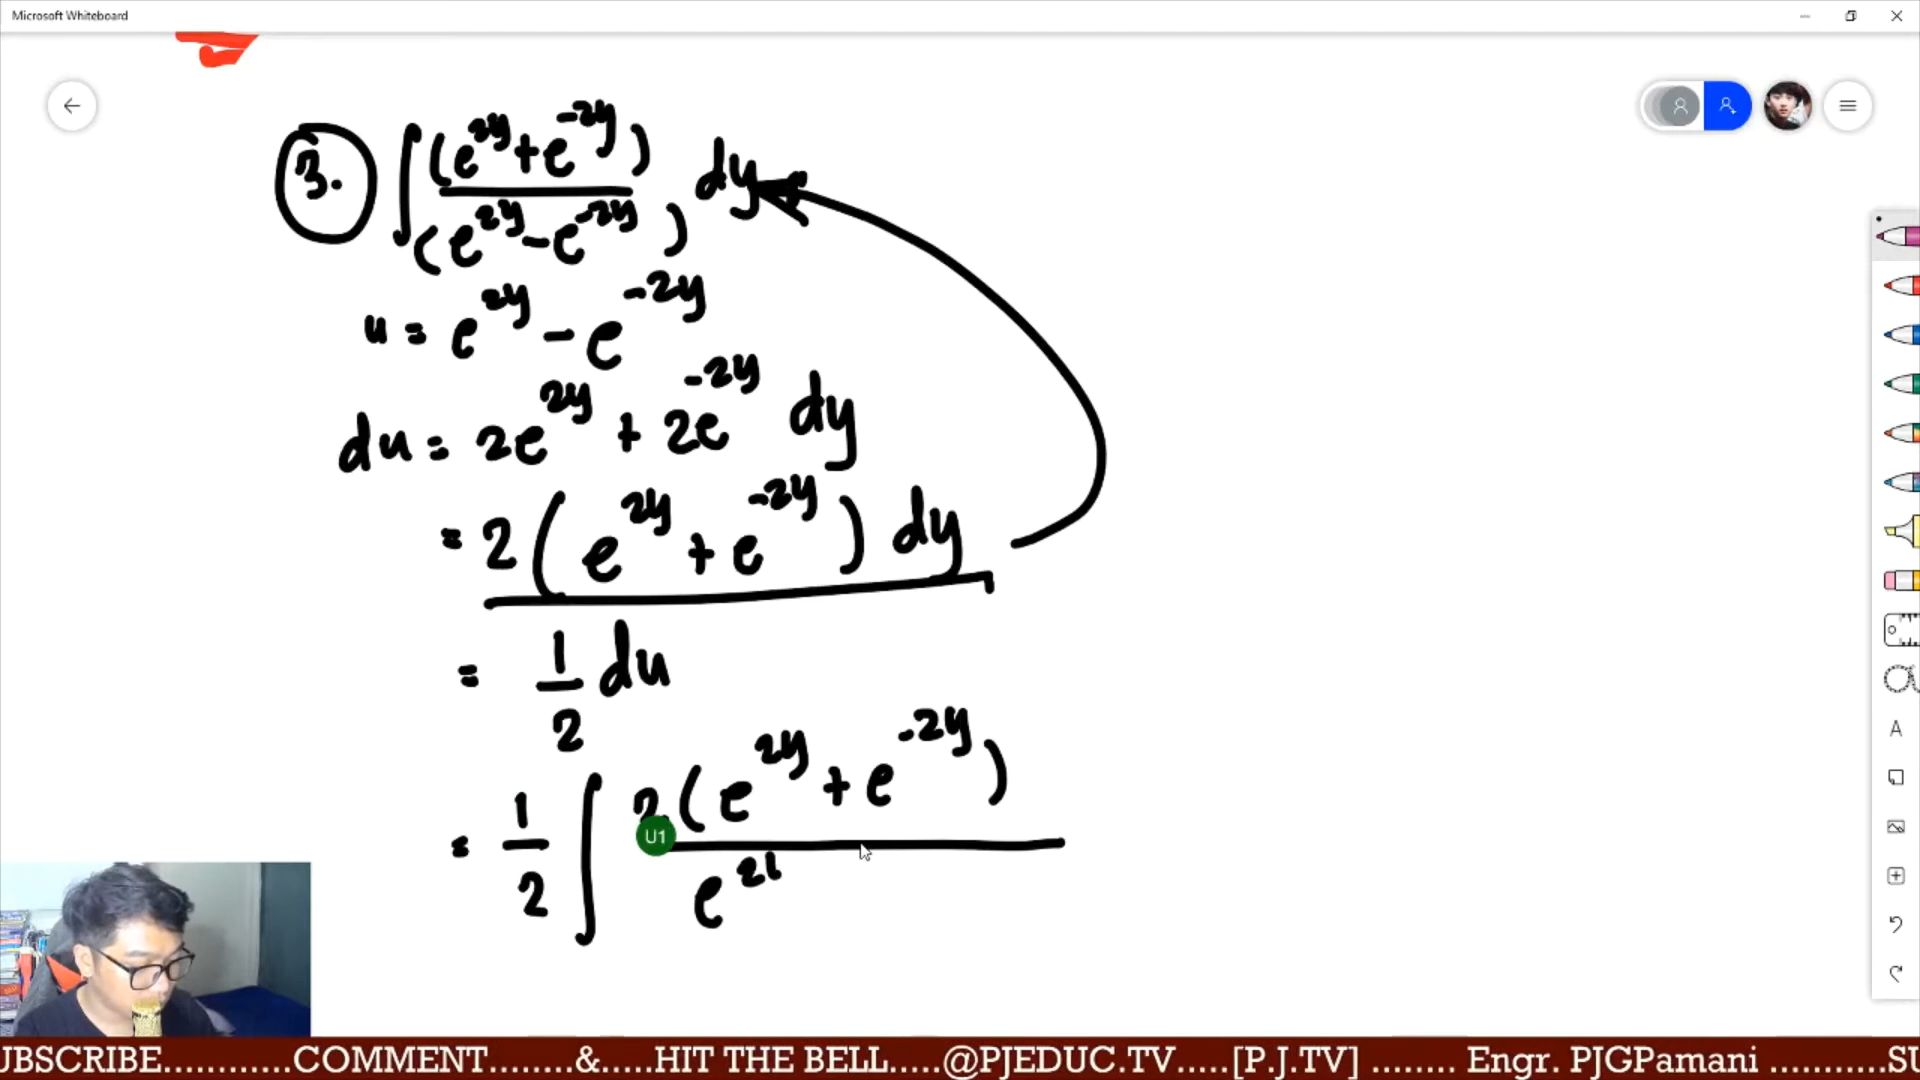 Microsoft Whiteboard
3. ∫ (e^{2y}+e^{-2y}) / (e^{2y}-e^{-2y}) dy
u = e^{2y} - e^{-2y}
du = 2e^{2y} + 2e^{-2y} dy
= 2(e^{2y} + e^{-2y}) dy
= 1/2 du
= 1/2 ∫ 2(e^{2y} + e^{-2y}) / e^{2
U1
A
UBSCRIBE............COMMENT........&.....HIT THE BELL.....@PJEDUC.TV.....[P.J.TV] ........ Engr. PJGPamani ...........SU